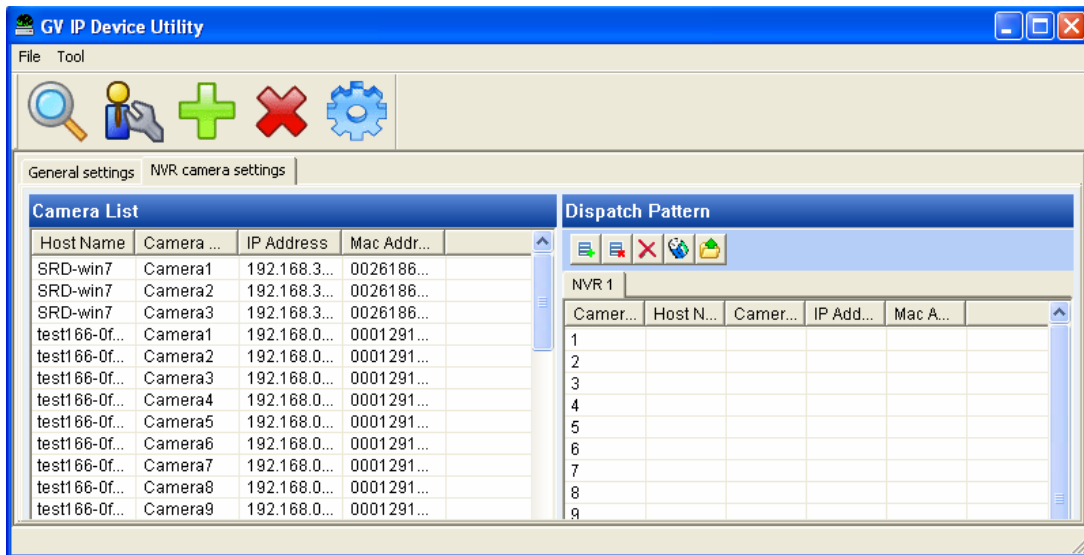 GV IP Device Utility
File Tool
General settings NVR camera settings
Camera List
Host Name Camera ... IP Address Mac Addr...
SRD-win7 Camera1 192.168.3... 0026186...
SRD-win7 Camera2 192.168.3... 0026186...
SRD-win7 Camera3 192.168.3... 0026186...
test166-0f... Camera1 192.168.0... 0001291...
test166-0f... Camera2 192.168.0... 0001291...
test166-0f... Camera3 192.168.0... 0001291...
test166-0f... Camera4 192.168.0... 0001291...
test166-0f... Camera5 192.168.0... 0001291...
test166-0f... Camera6 192.168.0... 0001291...
test166-0f... Camera7 192.168.0... 0001291...
test166-0f... Camera8 192.168.0... 0001291...
test166-0f... Camera9 192.168.0... 0001291...
Dispatch Pattern
NVR 1
Camer... Host N... Camer... IP Add... Mac A...
1
2
3
4
5
6
7
8
9